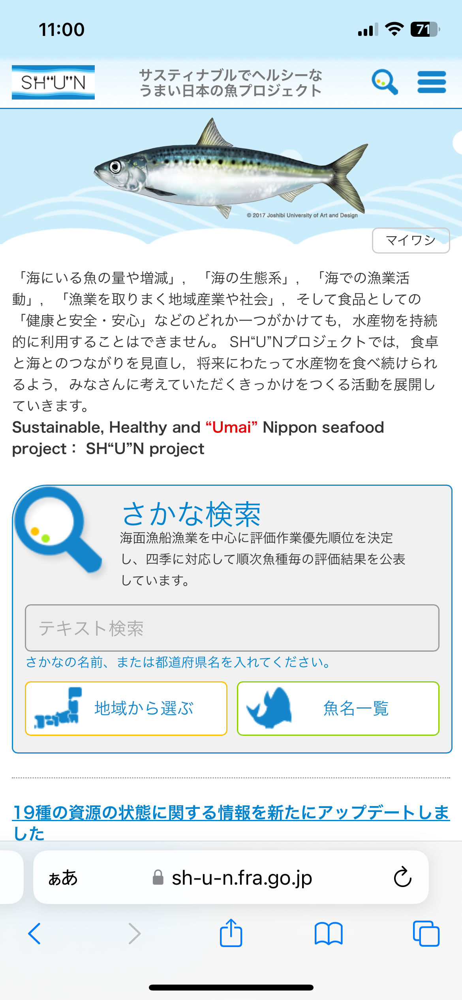 11:00
71
SH“U”N
サスティナブルでヘルシーな
うまい日本の魚プロジェクト
© 2017 Joshibi University of Art and Design
マイワシ
「海にいる魚の量や増減」，「海の生態系」，「海での漁業活
動」，「漁業を取りまく地域産業や社会」，そして食品としての
「健康と安全・安心」などのどれか一つがかけても，水産物を持続
的に利用することはできません。 SH“U”Nプロジェクトでは，食卓
と海とのつながりを見直し，将来にわたって水産物を食べ続けられ
るよう，みなさんに考えていただくきっかけをつくる活動を展開し
ていきます。
Sustainable, Healthy and “Umai” Nippon seafood
project： SH“U”N project
さかな検索
海面漁船漁業を中心に評価作業優先順位を決定
し、四季に対応して順次魚種毎の評価結果を公表
しています。
テキスト検索
さかなの名前、または都道府県名を入れてください。
地域から選ぶ
魚名一覧
19種の資源の状態に関する情報を新たにアップデートしま
した
ぁあ
sh-u-n.fra.go.jp